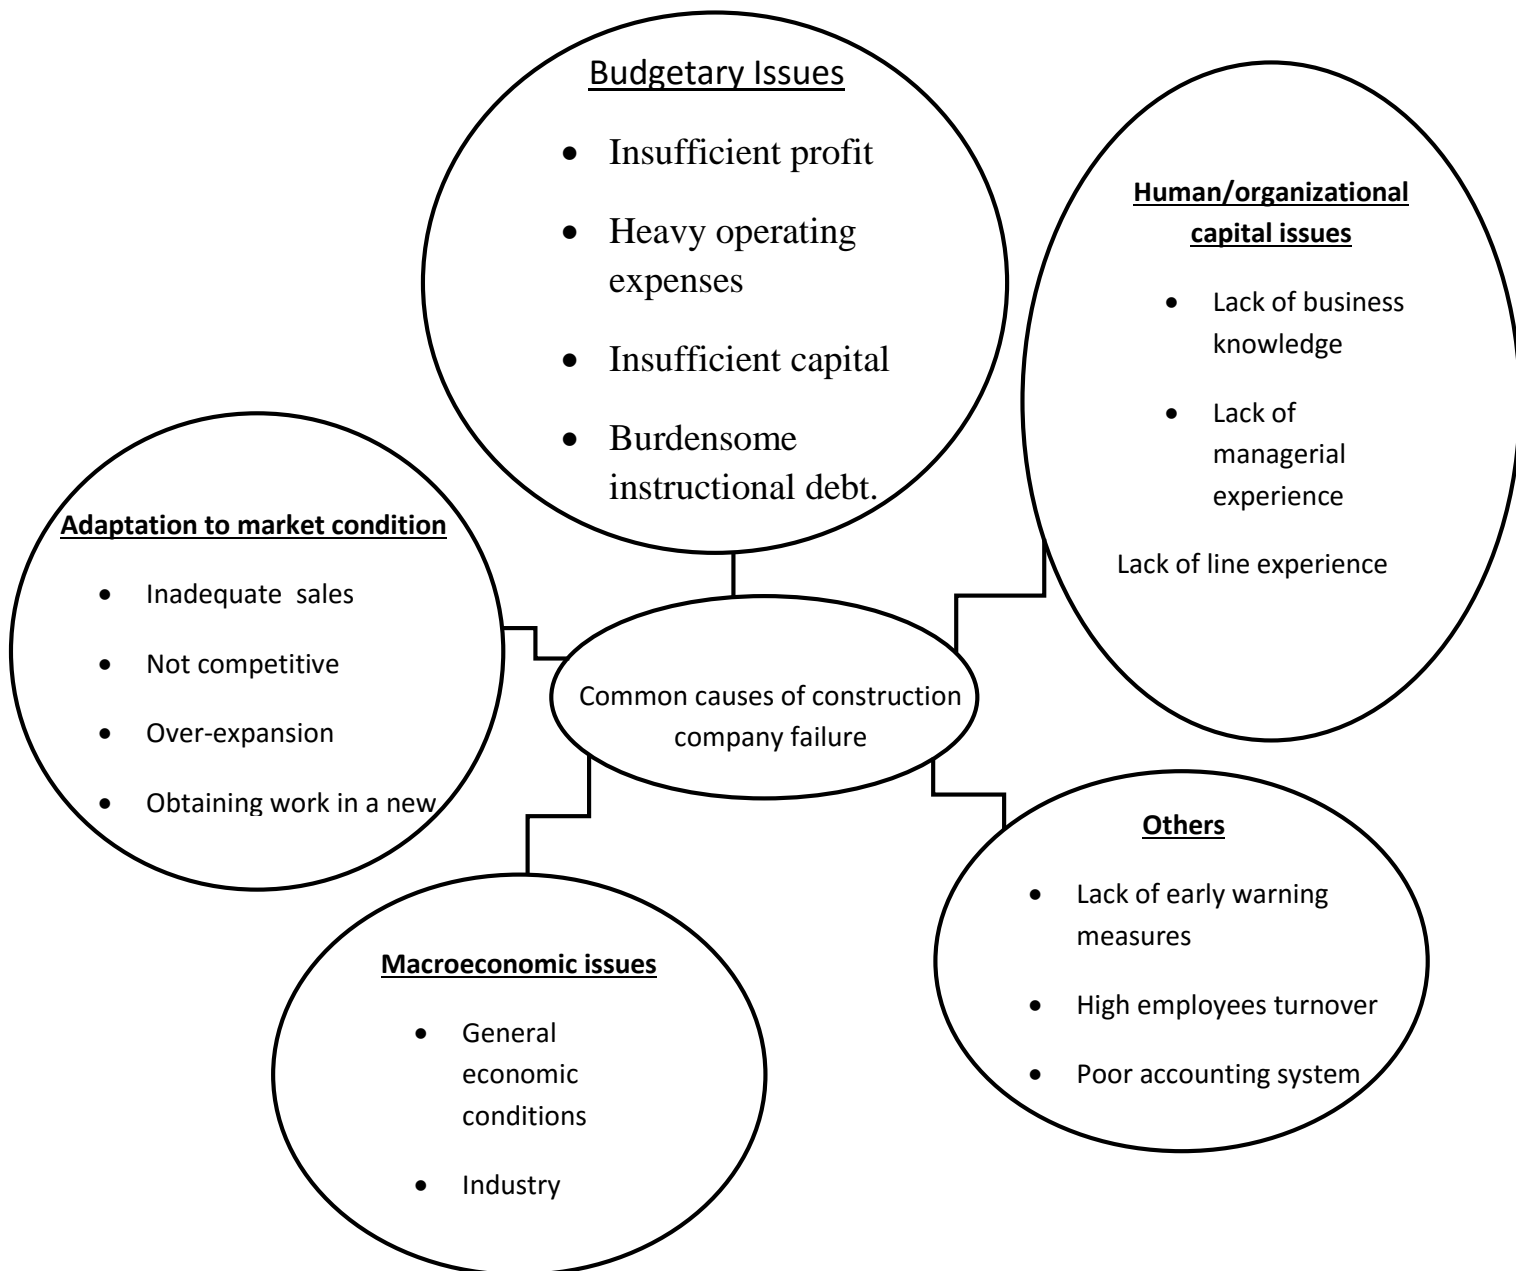 Budgetary Issues
• Insufficient profit
• Heavy operating
expenses
• Insufficient capital
• Burdensome
instructional debt.
Human/organizational
capital issues
• Lack of business
knowledge
• Lack of
managerial
experience
Lack of line experience
Adaptation to market condition
• Inadequate  sales
• Not competitive
• Over-expansion
• Obtaining work in a new
Common causes of construction
company failure
Macroeconomic issues
• General
economic
conditions
• Industry
Others
• Lack of early warning
measures
• High employees turnover
• Poor accounting system